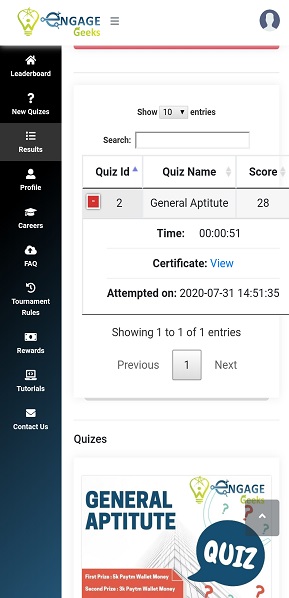 ENGAGE
Geeks
Leaderboard
New Quizes
Results
Profile
Careers
FAQ
Tournament
Rules
Rewards
Tutorials
Contact Us
Show 10 entries
Search:
Quiz Id Quiz Name Score
2 General Aptitute 28
Time: 00:00:51
Certificate: View
Attempted on: 2020-07-31 14:51:35
Showing 1 to 1 of 1 entries
Previous 1 Next
Quizes
ENGAGE
Geeks
GENERAL
APTITUTE
QUIZ
First Prize : 5k Paytm Wallet Money
Second Prize : 3k Paytm Wallet Money